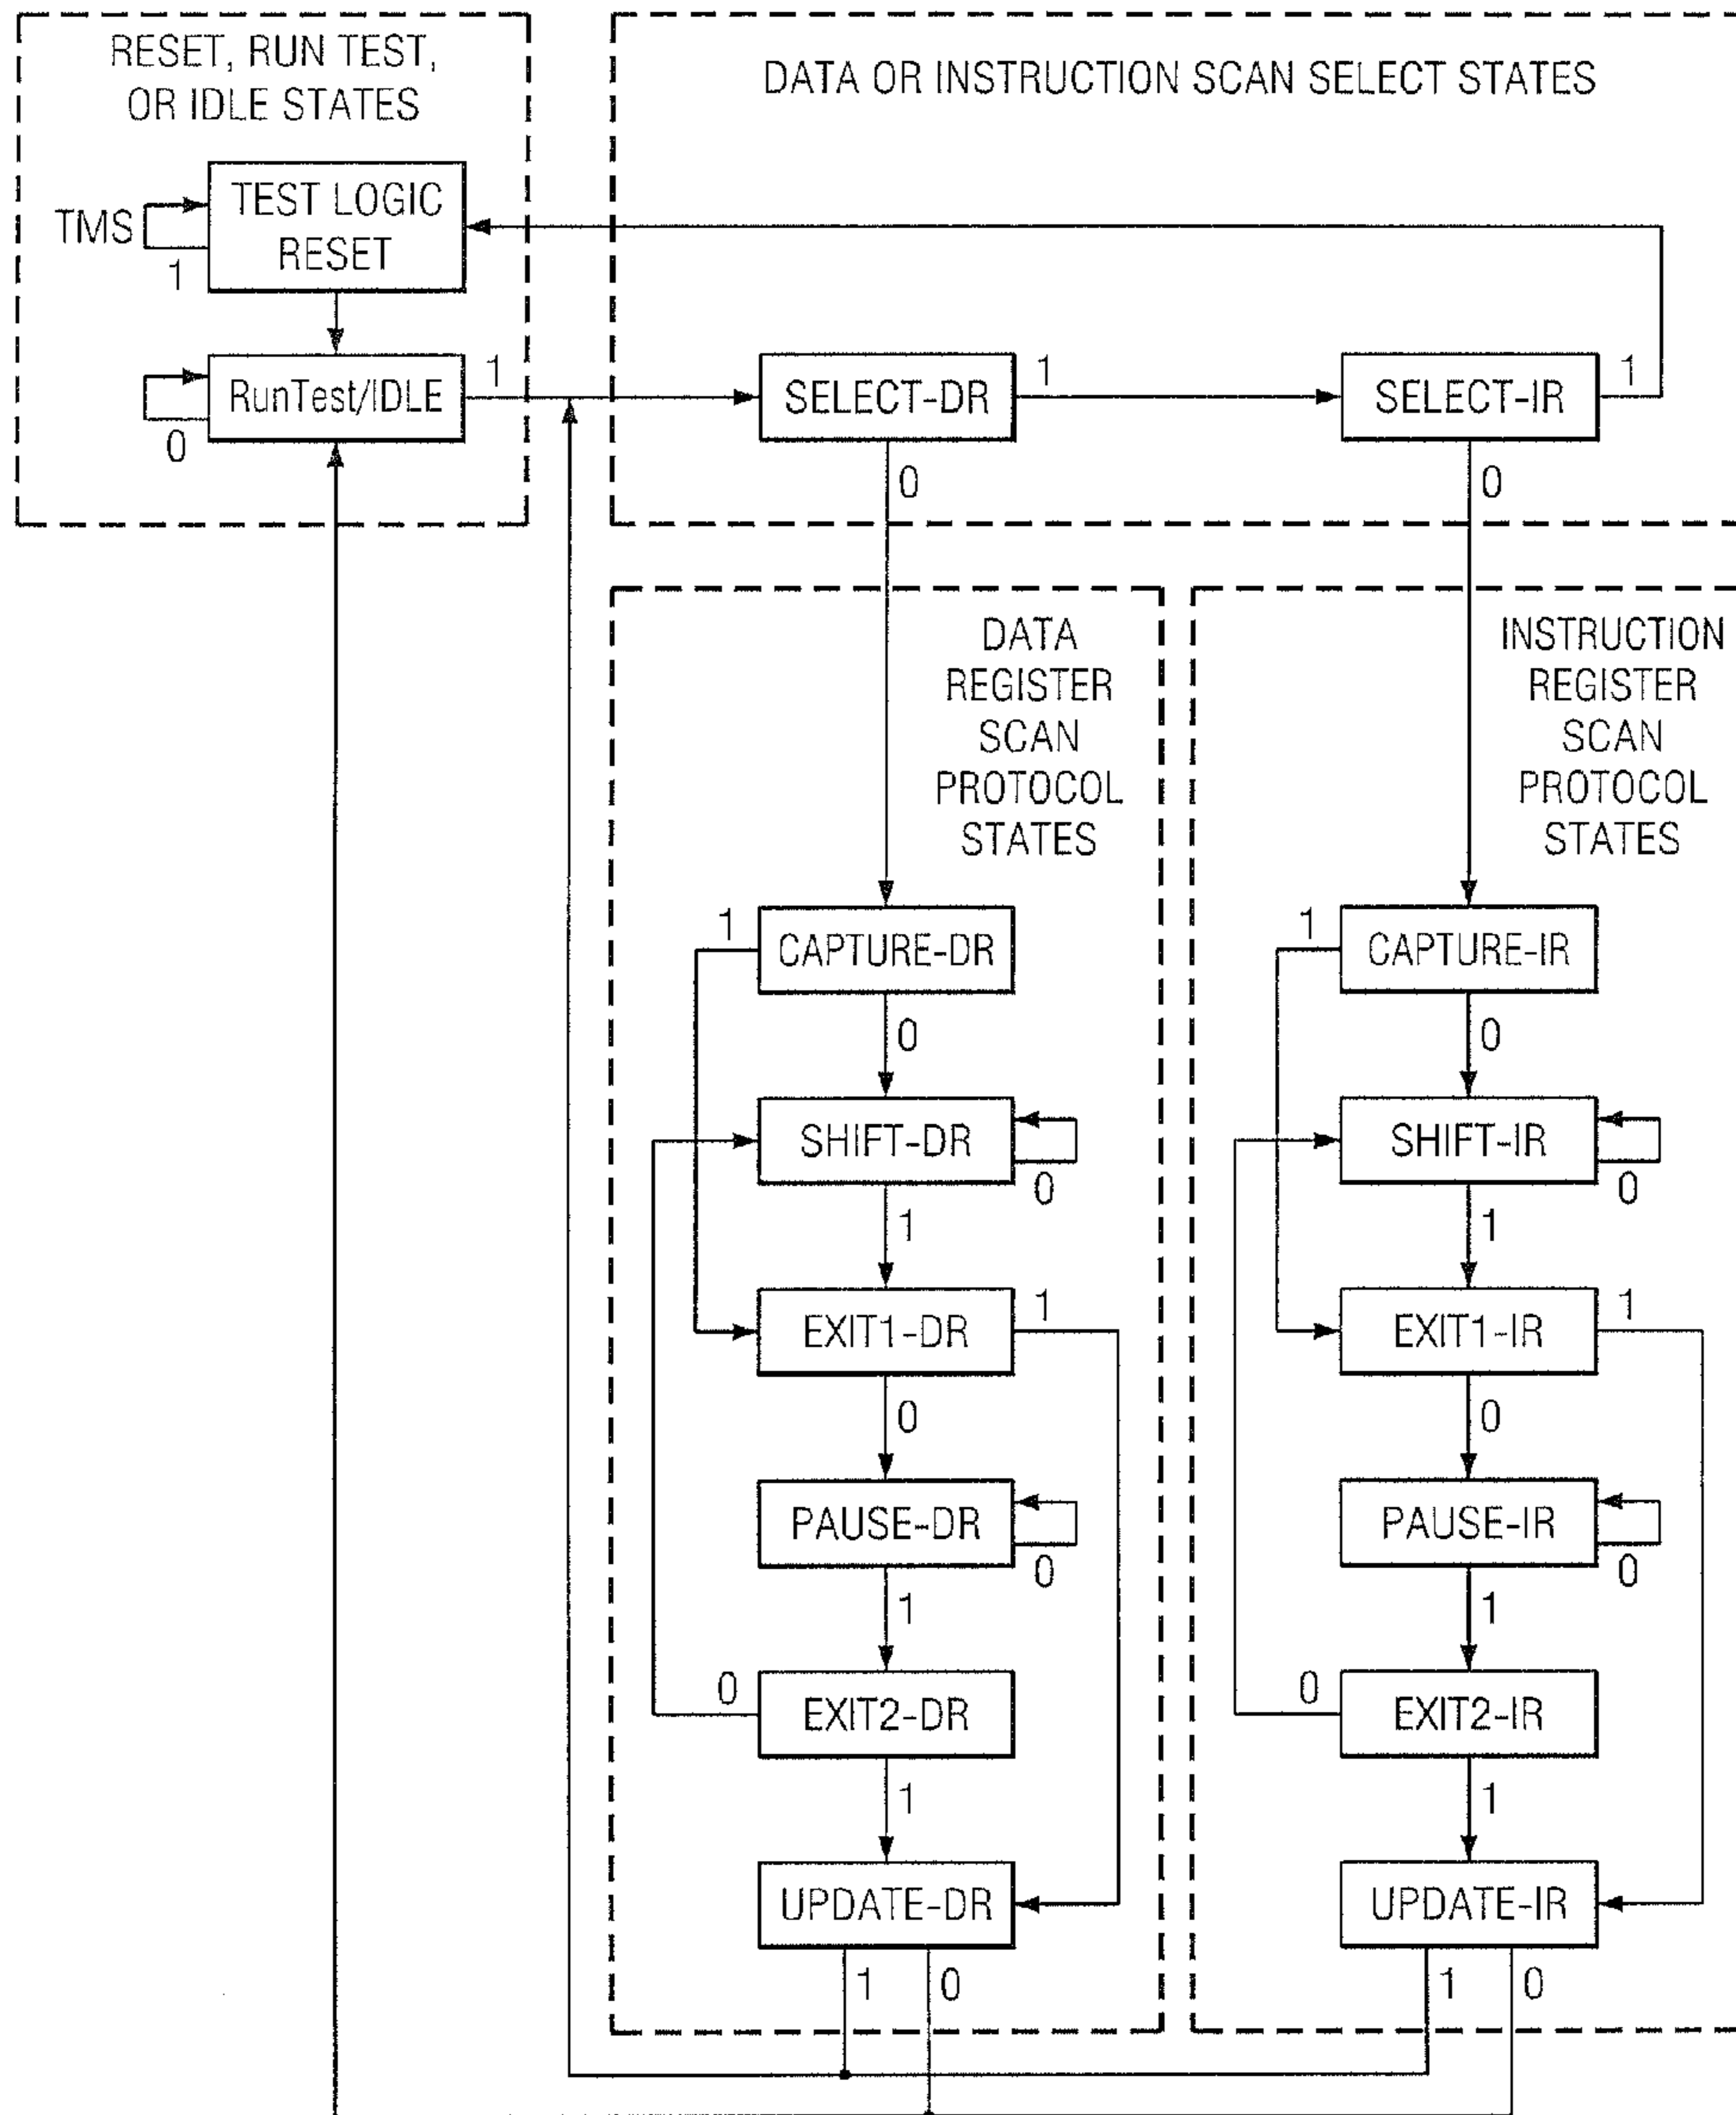 RESET, RUN TEST,
OR IDLE STATES
DATA OR INSTRUCTION SCAN SELECT STATES
TMS
TEST LOGIC
RESET
1
RunTest/IDLE
1
0
SELECT-DR
1
SELECT-IR
1
0
0
DATA
REGISTER
SCAN
PROTOCOL
STATES
INSTRUCTION
REGISTER
SCAN
PROTOCOL
STATES
1
CAPTURE-DR
0
SHIFT-DR
0
1
EXIT1-DR
1
0
PAUSE-DR
0
1
0
EXIT2-DR
1
UPDATE-DR
1
0
1
CAPTURE-IR
0
SHIFT-IR
0
1
EXIT1-IR
1
0
PAUSE-IR
0
1
0
EXIT2-IR
1
UPDATE-IR
1
0